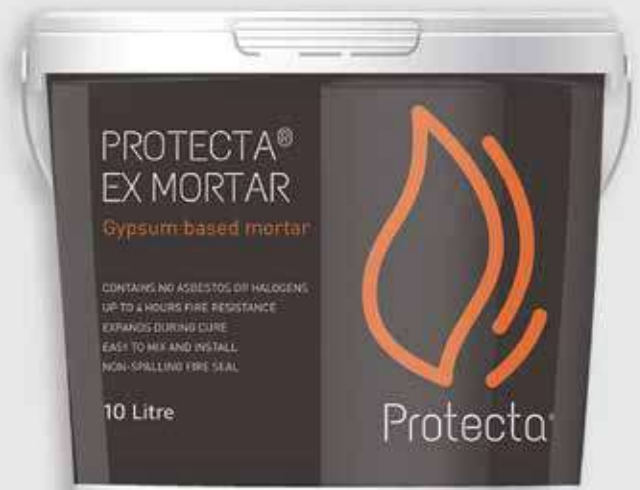 PROTECTA®
EX MORTAR
Gypsum based mortar
CONTAINS NO ASBESTOS OR HALOGENS
UP TO 4 HOURS FIRE RESISTANCE
EXPANDS DURING CURE
EASY TO MIX AND INSTALL
NON-SPALLING FIRE SEAL
10 Litre
Protecta®